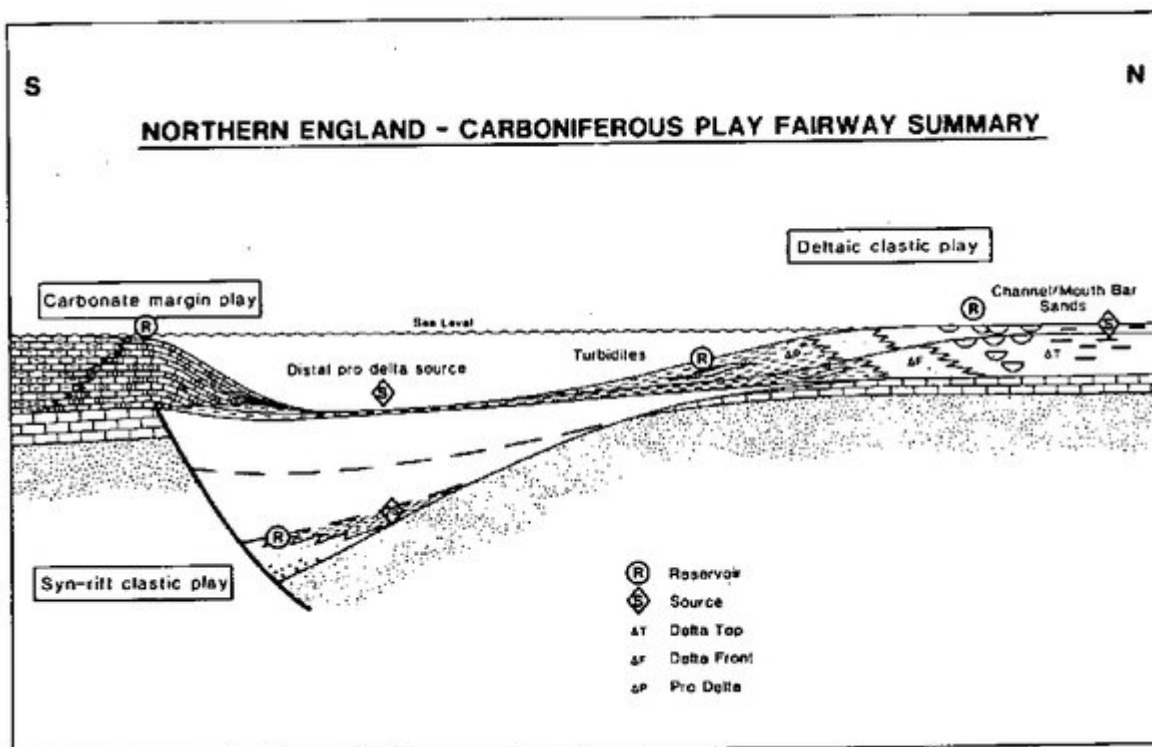 S
N
NORTHERN ENGLAND - CARBONIFEROUS PLAY FAIRWAY SUMMARY
Deltaic clastic play
Carbonate margin play
Channel/Mouth Bar
Sands
R
R
Sea Level
S
Turbidites
R
ΔP
ΔF
ΔT
Distal pro delta source
S
S
R
Syn-rift clastic play
R Reservoir
S Source
ΔT Delta Top
ΔF Delta Front
ΔP Pro Delta